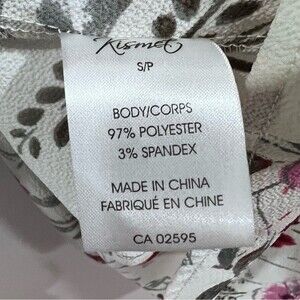 Kismet
S/P
BODY/CORPS
97% POLYESTER
3% SPANDEX
MADE IN CHINA
FABRIQUÉ EN CHINE
CA 02595